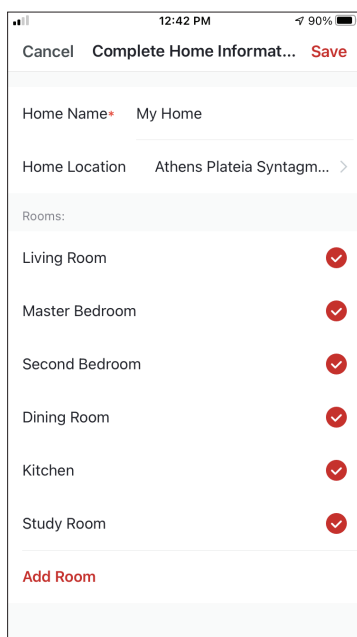 12:42 PM 90%
Cancel Complete Home Informat... Save
Home Name* My Home
Home Location Athens Plateia Syntagm...
Rooms:
Living Room
Master Bedroom
Second Bedroom
Dining Room
Kitchen
Study Room
Add Room